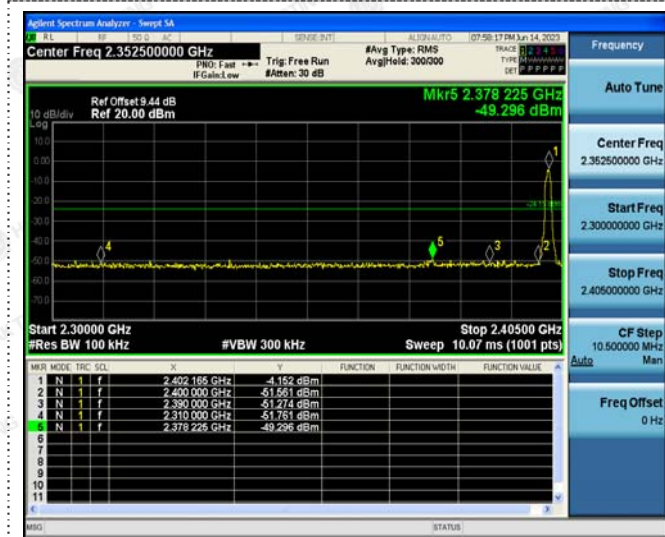 Agilent Spectrum Analyzer - Swept SA
RL RF 50 Ω AC SENSE:INT ALIGN AUTO 07:58:17 PM Jun 14, 2023
Center Freq 2.352500000 GHz
PNO: Fast
IFGain:Low
Trig: Free Run
#Atten: 30 dB
#Avg Type: RMS
Avg|Hold: 300/300
TRACE 1 2 3 4 5 6
TYPE MWWWWW
DET P P P P P P
Frequency
Auto Tune
Mkr5 2.378 225 GHz
-49.296 dBm
Ref Offset 9.44 dB
10 dB/div Ref 20.00 dBm
Log
10.0
0.00
-10.0
-20.0
-30.0
-40.0
-50.0
-60.0
-70.0
1
4
5
3
2
Center Freq
2.352500000 GHz
Start Freq
2.300000000 GHz
Stop Freq
2.405000000 GHz
CF Step
10.500000 MHz
Auto Man
Freq Offset
0 Hz
Start 2.30000 GHz Stop 2.40500 GHz
#Res BW 100 kHz #VBW 300 kHz Sweep 10.07 ms (1001 pts)
MKR MODE TRC SCL X Y FUNCTION FUNCTION WIDTH FUNCTION VALUE
1 N 1 f 2.402 165 GHz -4.152 dBm
2 N 1 f 2.400 000 GHz -51.561 dBm
3 N 1 f 2.390 000 GHz -51.274 dBm
4 N 1 f 2.310 000 GHz -51.761 dBm
5 N 1 f 2.378 225 GHz -49.296 dBm
6
7
8
9
10
11
MSG STATUS